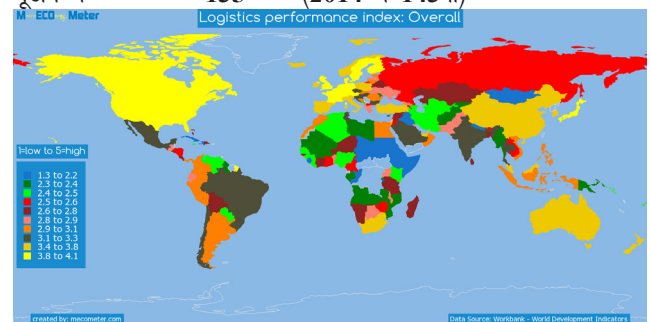 Logistics performance index: Overall
1=low to 5=high
1.3 to 2.2
2.3 to 2.4
2.4 to 2.5
2.5 to 2.6
2.6 to 2.8
2.8 to 2.9
2.9 to 3.1
3.1 to 3.3
3.4 to 3.8
3.8 to 4.1
created by: mecometer.com
Data Source: Workbank - World Development Indicators